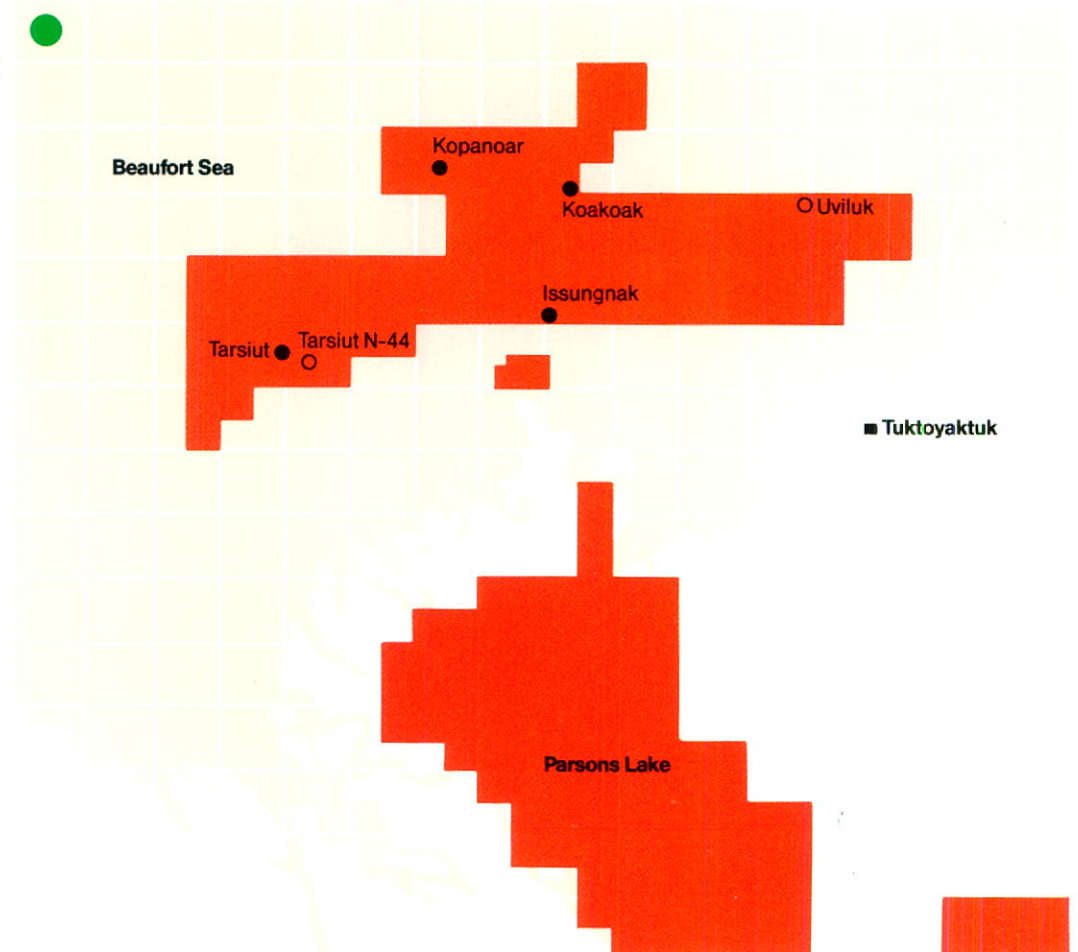 Kopanoar
Beaufort Sea
Koakoak
Uviluk
Issungnak
Tarsiut
Tarsiut N-44
Tuktoyaktuk
Parsons Lake